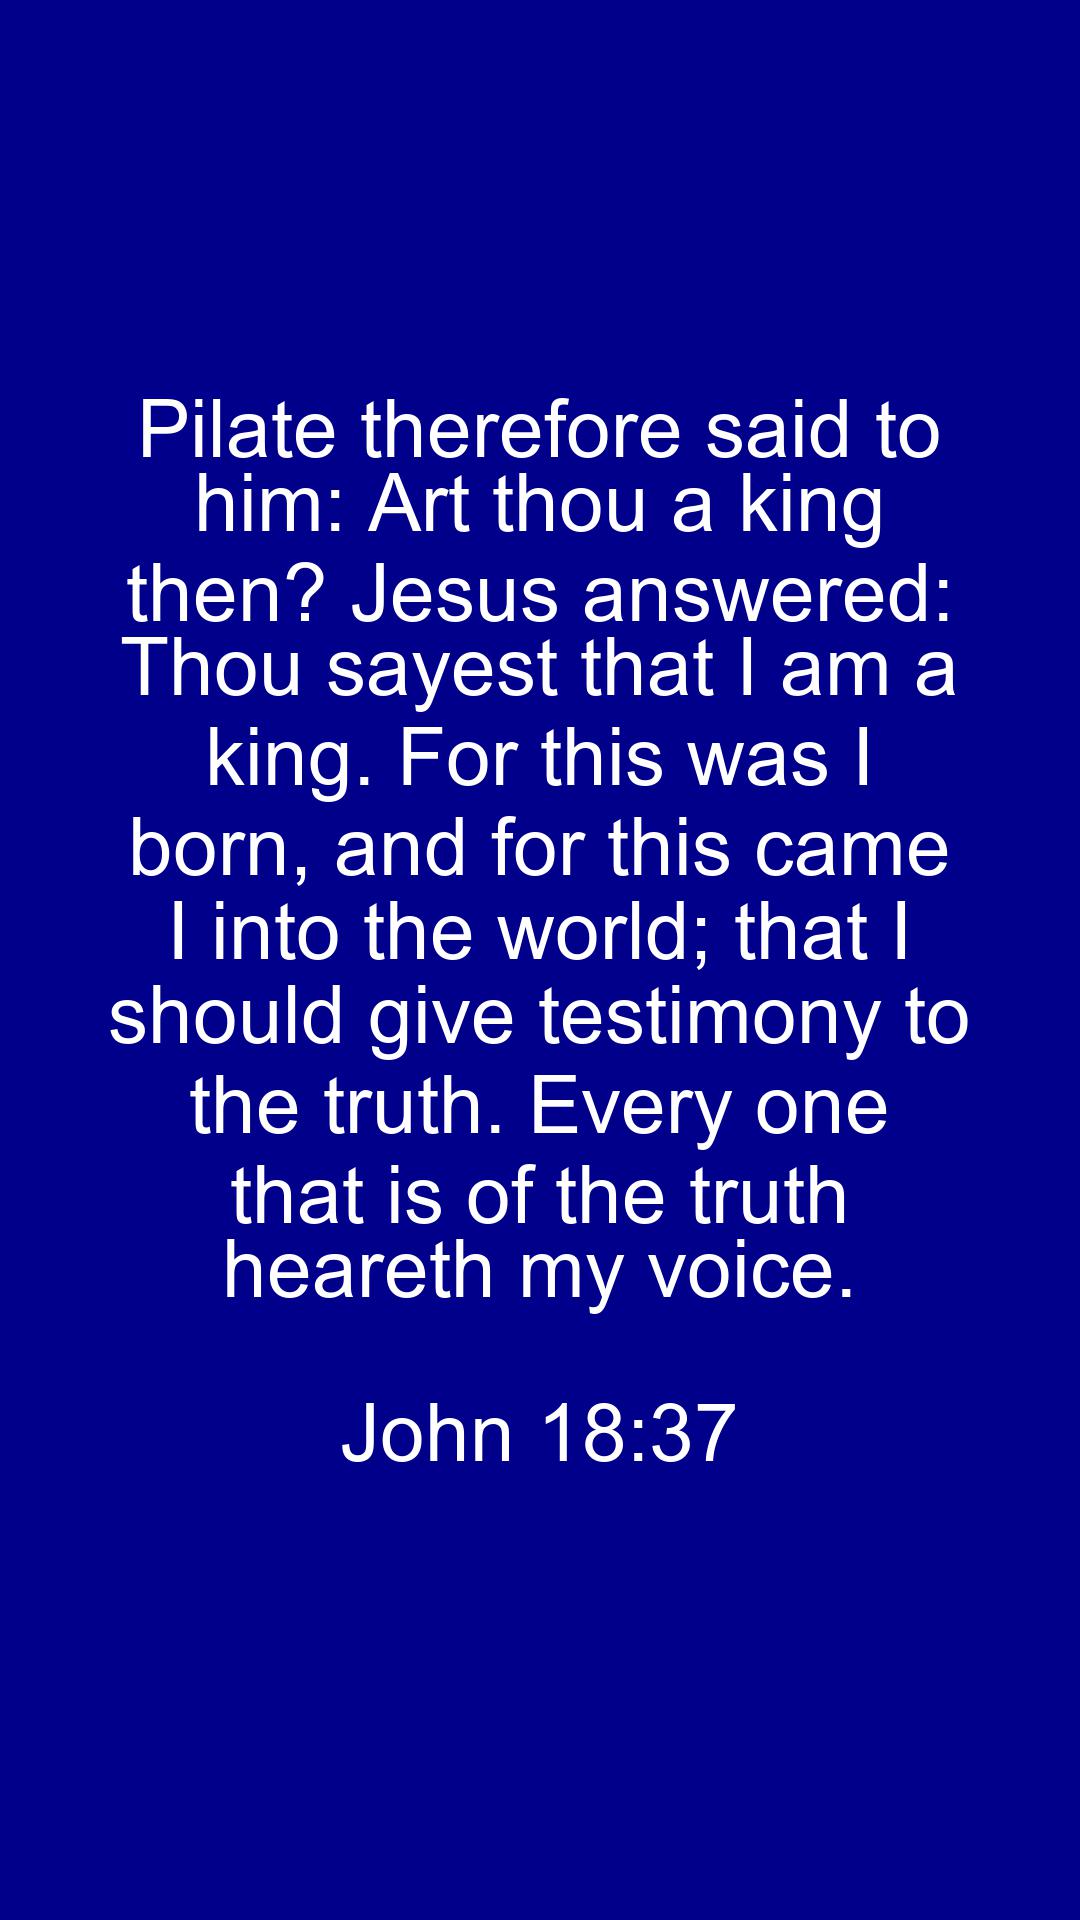 Pilate therefore said to
him: Art thou a king
then? Jesus answered:
Thou sayest that I am a
king. For this was I
born, and for this came
I into the world; that I
should give testimony to
the truth. Every one
that is of the truth
heareth my voice.
John 18:37